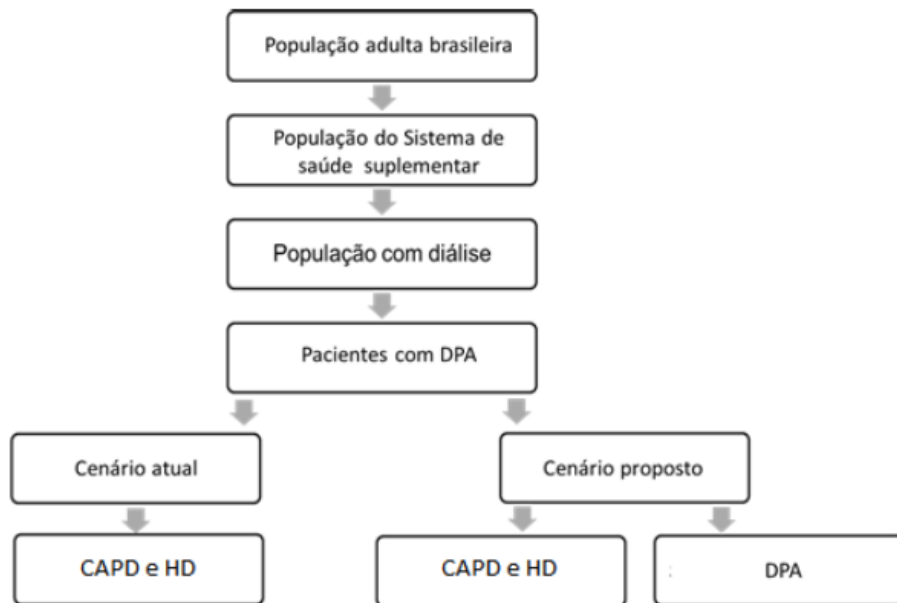 População adulta brasileira
População do Sistema de
saúde suplementar
População com diálise
Pacientes com DPA
Cenário atual
Cenário proposto
CAPD e HD
CAPD e HD
DPA